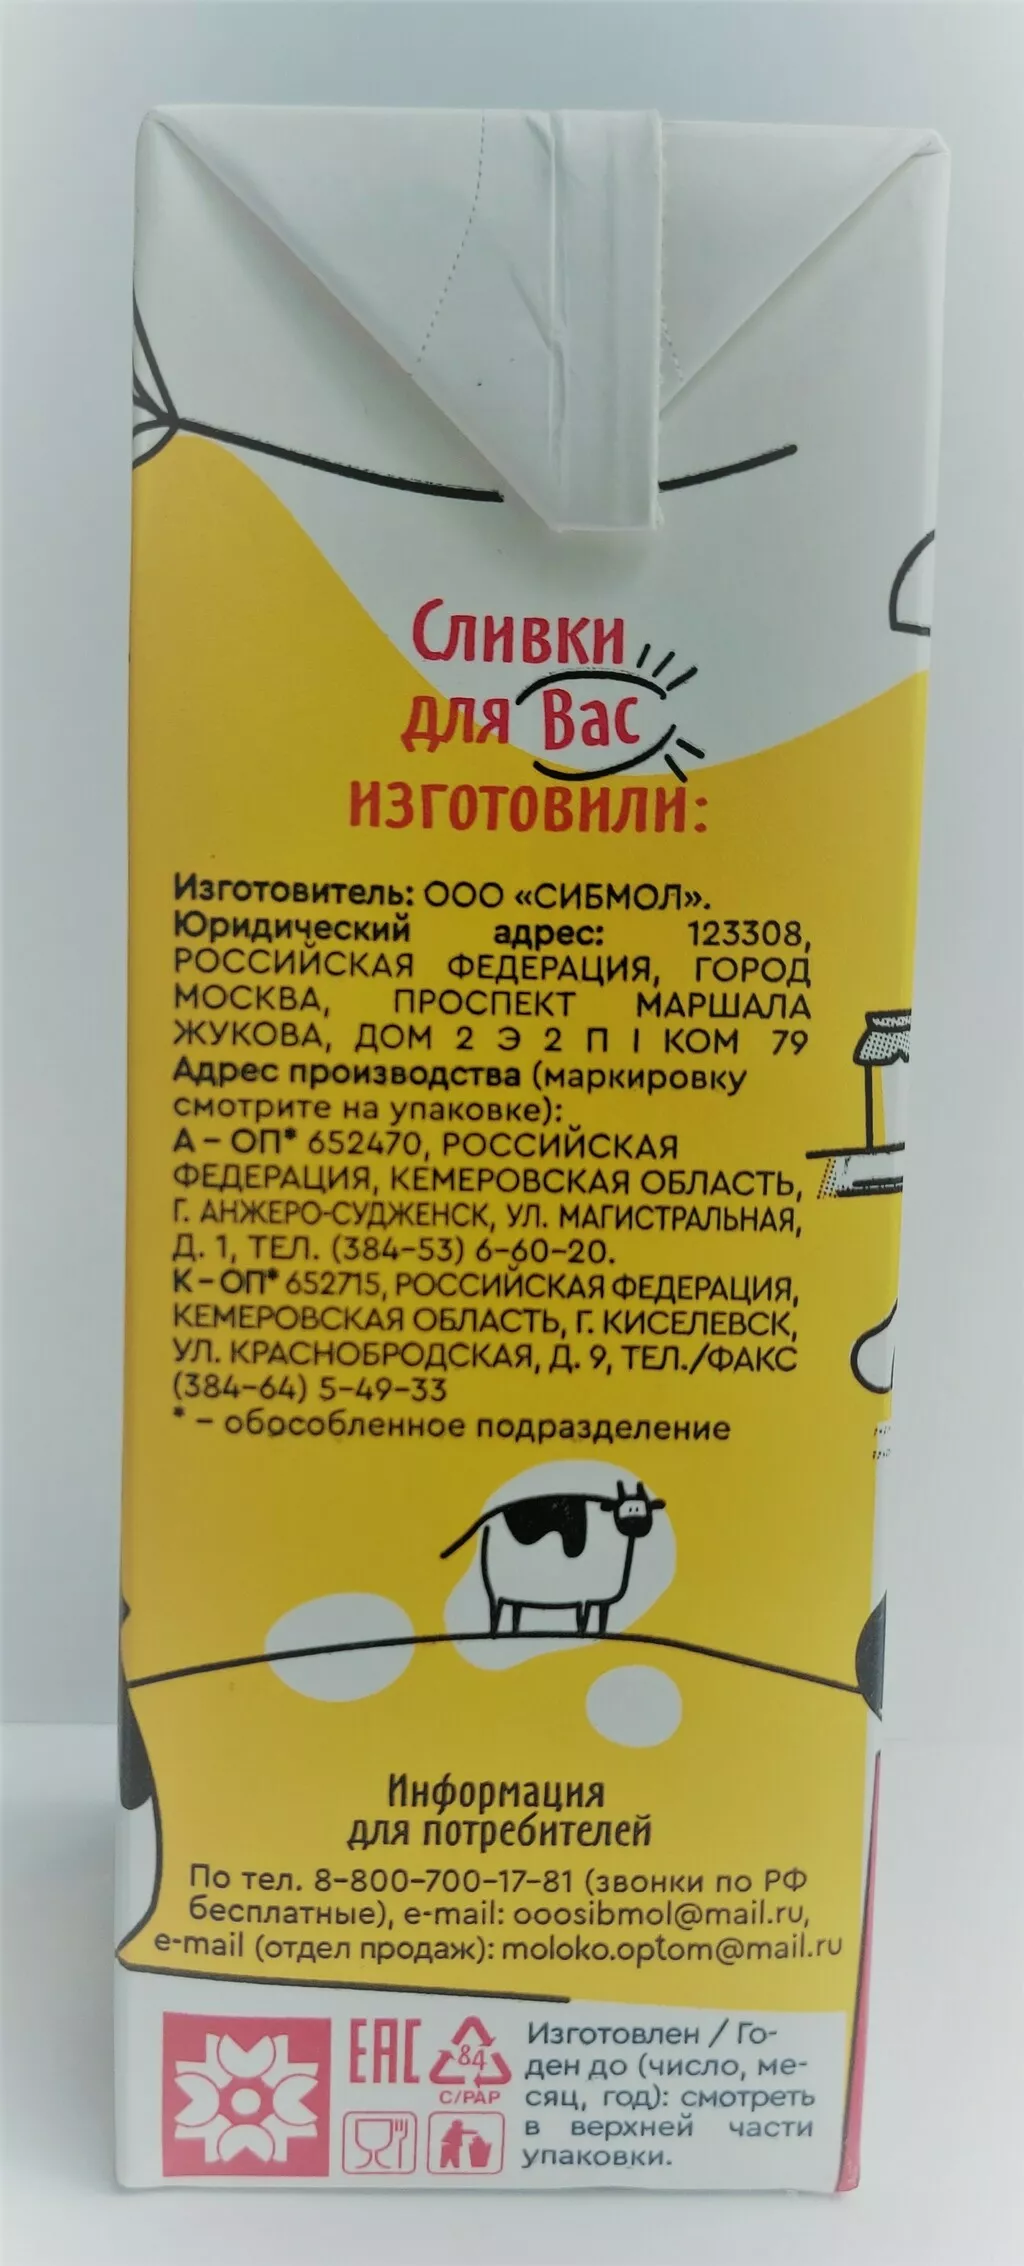 Сливки
для Вас
изготовили:
Изготовитель: ООО «СИБМОЛ».
Юридический адрес: 123308,
РОССИЙСКАЯ ФЕДЕРАЦИЯ, ГОРОД
МОСКВА, ПРОСПЕКТ МАРШАЛА
ЖУКОВА, ДОМ 2 Э 2 П I КОМ 79
Адрес производства (маркировку
смотрите на упаковке):
А – ОП* 652470, РОССИЙСКАЯ
ФЕДЕРАЦИЯ, КЕМЕРОВСКАЯ ОБЛАСТЬ,
Г. АНЖЕРО-СУДЖЕНСК, УЛ. МАГИСТРАЛЬНАЯ,
Д. 1, ТЕЛ. (384-53) 6-60-20.
К – ОП* 652715, РОССИЙСКАЯ ФЕДЕРАЦИЯ,
КЕМЕРОВСКАЯ ОБЛАСТЬ, Г. КИСЕЛЕВСК,
УЛ. КРАСНОБРОДСКАЯ, Д. 9, ТЕЛ./ФАКС
(384-64) 5-49-33
* – обособленное подразделение
Информация
для потребителей
По тел. 8-800-700-17-81 (звонки по РФ
бесплатные), e-mail: ooosibmol@mail.ru,
e-mail (отдел продаж): moloko.optom@mail.ru
EAC
84
C/PAP
Изготовлен / Го-
ден до (число, ме-
сяц, год): смотреть
в верхней части
упаковки.